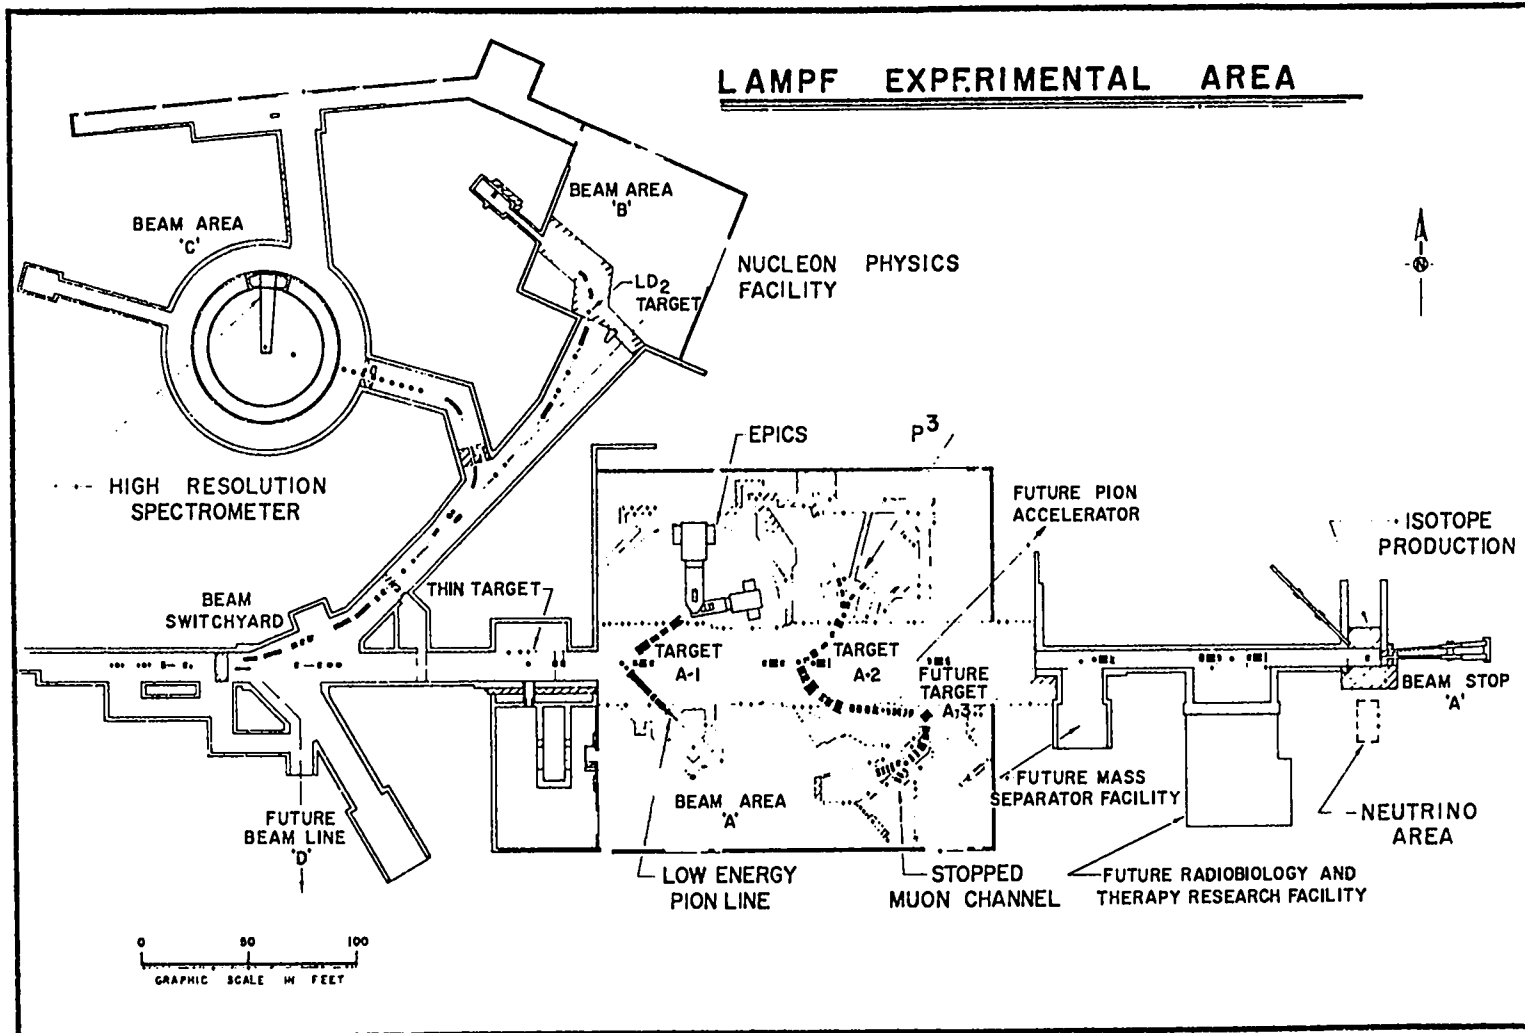 LAMPF EXPERIMENTAL AREA
BEAM AREA
'B'
BEAM AREA
'C'
NUCLEON PHYSICS
FACILITY
LD2
TARGET
N
EPICS
P3
HIGH RESOLUTION
SPECTROMETER
FUTURE PION
ACCELERATOR
ISOTOPE
PRODUCTION
THIN TARGET
BEAM
SWITCHYARD
TARGET
A-1
TARGET
A-2
FUTURE
TARGET
A-3
BEAM STOP
'A'
FUTURE MASS
SEPARATOR FACILITY
BEAM AREA
'A'
FUTURE
BEAM LINE
'D'
NEUTRINO
AREA
LOW ENERGY
PION LINE
STOPPED
MUON CHANNEL
FUTURE RADIOBIOLOGY AND
THERAPY RESEARCH FACILITY
0 50 100
GRAPHIC SCALE IN FEET